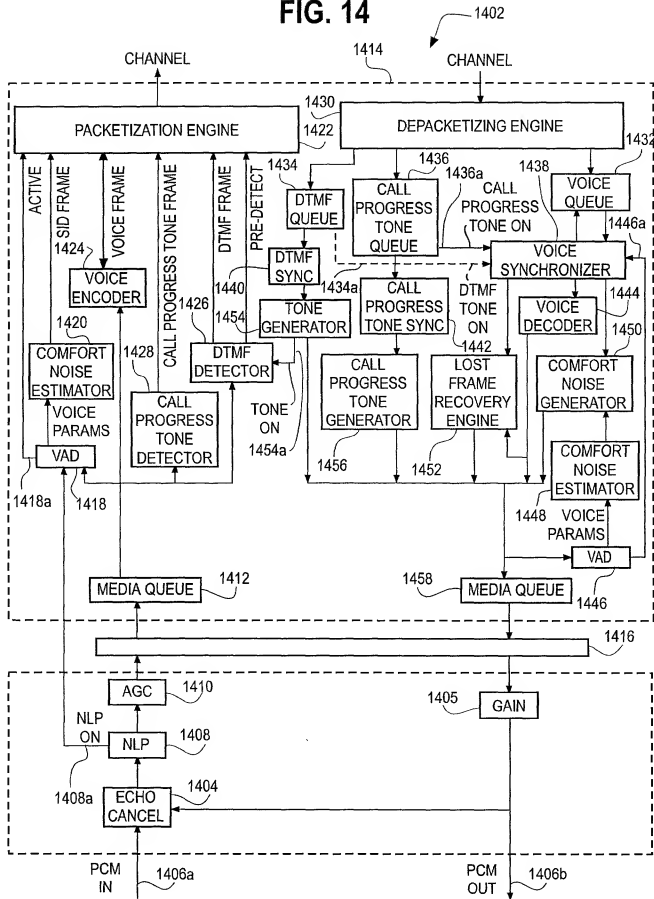 FIG. 14
1402
CHANNEL
1414
CHANNEL
1430
PACKETIZATION ENGINE
1422
DEPACKETIZING ENGINE
1432
ACTIVE
SID FRAME
VOICE FRAME
CALL PROGRESS TONE FRAME
DTMF FRAME
PRE-DETECT
1434
DTMF
QUEUE
1436
CALL
PROGRESS
TONE
QUEUE
1436a
CALL
PROGRESS
TONE ON
1438
VOICE
QUEUE
1446a
VOICE
SYNCHRONIZER
1424
VOICE
ENCODER
1440
DTMF
SYNC
1434a
CALL
PROGRESS
TONE SYNC
1442
DTMF
TONE
ON
VOICE
DECODER
1444
1420
COMFORT
NOISE
ESTIMATOR
1426
1454
TONE
GENERATOR
1450
1428
DTMF
DETECTOR
CALL
PROGRESS
TONE
GENERATOR
1456
LOST
FRAME
RECOVERY
ENGINE
1452
COMFORT
NOISE
GENERATOR
VOICE
PARAMS
CALL
PROGRESS
TONE
DETECTOR
TONE
ON
1454a
VAD
1418a
1418
1448
COMFORT
NOISE
ESTIMATOR
VOICE
PARAMS
VAD
1446
MEDIA QUEUE
1412
1458
MEDIA QUEUE
1416
AGC
1410
1405
GAIN
NLP
ON
1408a
NLP
1408
ECHO
CANCEL
1404
PCM
IN
1406a
PCM
OUT
1406b